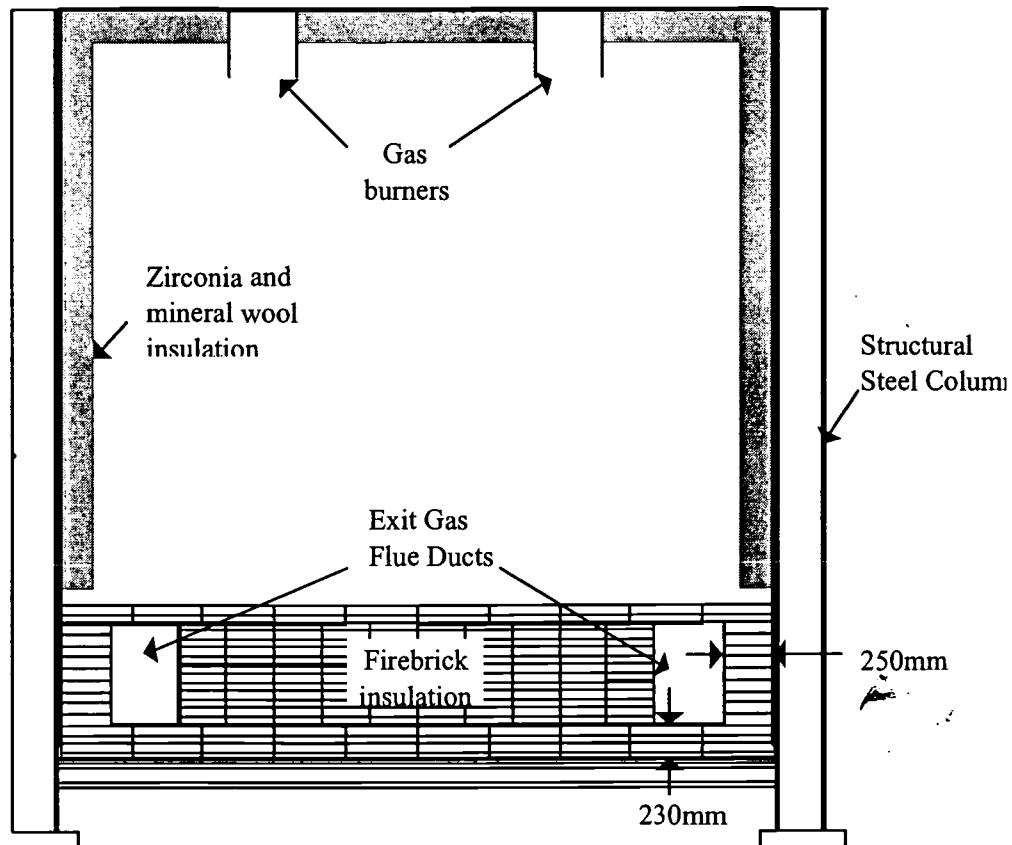 Gas
burners
Zirconia and
mineral wool
insulation
Structural
Steel Colum
Exit Gas
Flue Ducts
Firebrick
insulation
250mm
230mm